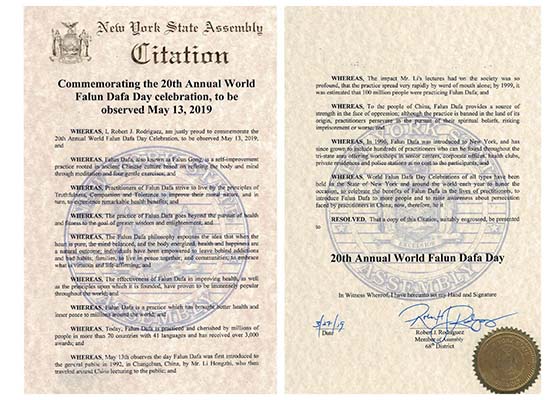 New York State Assembly
Citation
Commemorating the 20th Annual World
Falun Dafa Day celebration, to be
observed May 13, 2019
WHEREAS, I, Robert J. Rodriguez, am justly proud to commemorate the
20th Annual World Falun Dafa Day Celebration, to be observed May 13, 2019,
and
WHEREAS, Falun Dafa, also known as Falun Gong, is a self-improvement
practice rooted in ancient Chinese culture based on refining the body and mind
through meditation and four gentle exercises; and
WHEREAS, Practitioners of Falun Dafa strive to live by the principles of
Truthfulness, Compassion and Tolerance to improve their moral sense, and in
turn, to experience remarkable health benefits; and
WHEREAS, The practice of Falun Dafa goes beyond the pursuit of health
and fitness to the goal of greater wisdom and enlightenment, and
WHEREAS, The Falun Dafa philosophy expounds the idea that when the
heart is pure, the mind balanced, and the body energized, health and happiness are
a natural outcome; individuals have been empowered to leave behind addictions
and bad habits; families, to live in peace together; and communities, to embrace
what is virtuous and life-affirming; and
WHEREAS, The effectiveness of Falun Dafa in improving health, as well
as the principles upon which it is founded, have proven to be immensely popular
throughout the world; and
WHEREAS, Falun Dafa is a practice that has brought better health and
inner peace to millions around the world; and
WHEREAS, Today, Falun Dafa is practiced and cherished by millions of
people in more than 70 countries with 41 languages and has received over 3,000
awards; and
WHEREAS, May 13th observes the day Falun Dafa was first introduced to
the general public in 1992, in Changchun, China, by Mr. Li Hongzhi, who then
traveled around China lecturing to the public; and
WHEREAS, The impact Mr. Li's lectures had on the society was so
profound, that the practice spread very rapidly by word of mouth alone; by 1999, it
was estimated that 100 million people were practicing Falun Dafa; and
WHEREAS, To the people of China, Falun Dafa provides a source of
strength in the face of oppression; although the practice is banned in the land of its
origin, practitioners persevere in the pursuit of their spiritual beliefs, risking
imprisonment or worse; and
WHEREAS, In 1996, Falun Dafa was introduced to New York, and has
since grown to include hundreds of practitioners who can be found throughout the
tri-state area offering workshops in senior centers, corporate offices, health clubs,
private residences and police stations at no cost to the participants; and
WHEREAS, World Falun Dafa Day Celebrations of all types have been
held in the State of New York and around the world each year to honor the
occasion, to celebrate the benefits of Falun Dafa in the lives of practitioners, to
introduce Falun Dafa to more people and to raise awareness about persecution
faced by practitioners in China; now, therefore, be it
RESOLVED, That a copy of this Citation, suitably engrossed, be presented
to
20th Annual World Falun Dafa Day
In Witness Whereof, I have hereunto set my Hand and Signature
Date
Robert J. Rodriguez
Member of Assembly
68th District